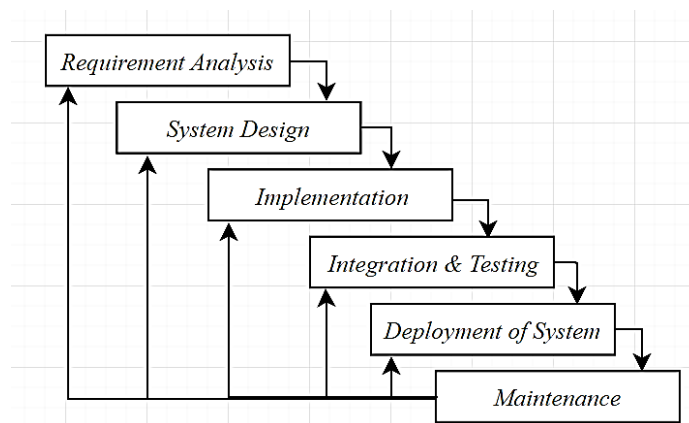 Requirement Analysis
System Design
Implementation
Integration & Testing
Deployment of System
Maintenance